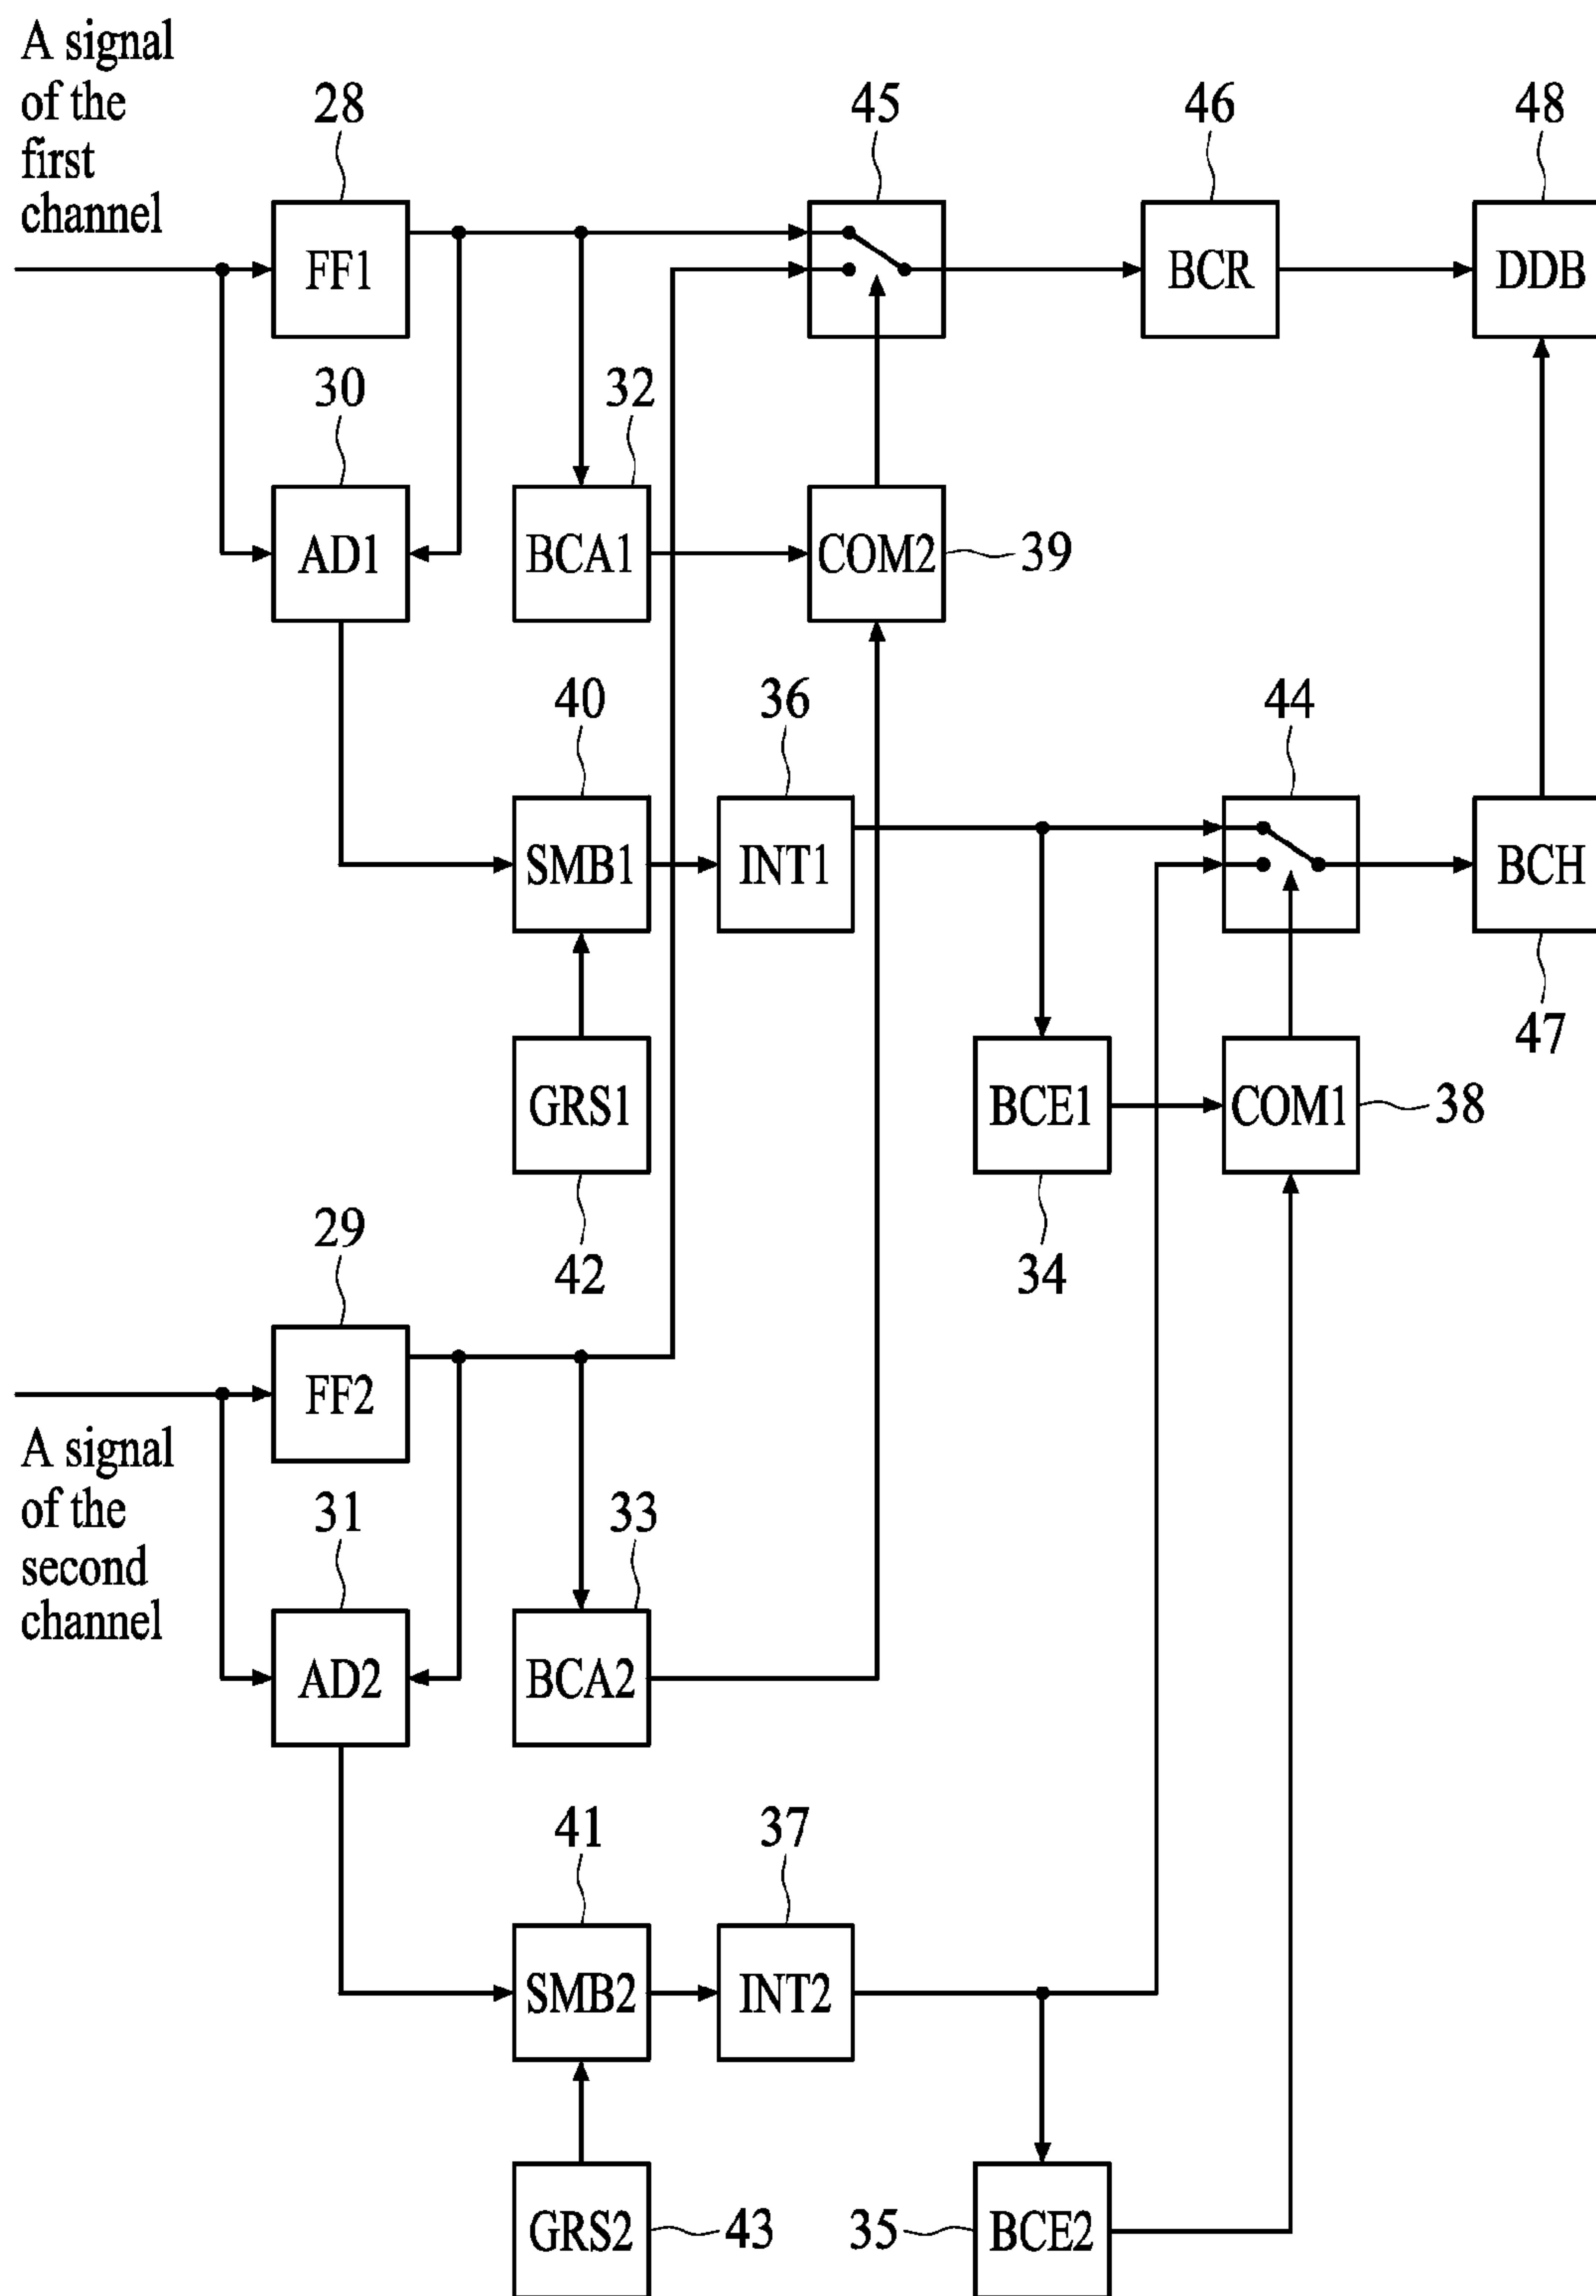 A signal
of the
first
channel
28
45
46
48
FF1
BCR
DDB
30
32
AD1
BCA1
COM2
39
40
36
44
SMB1
INT1
BCH
47
GRS1
BCE1
COM1
38
42
34
29
FF2
A signal
of the
second
channel
31
33
AD2
BCA2
41
37
SMB2
INT2
GRS2
43
35
BCE2